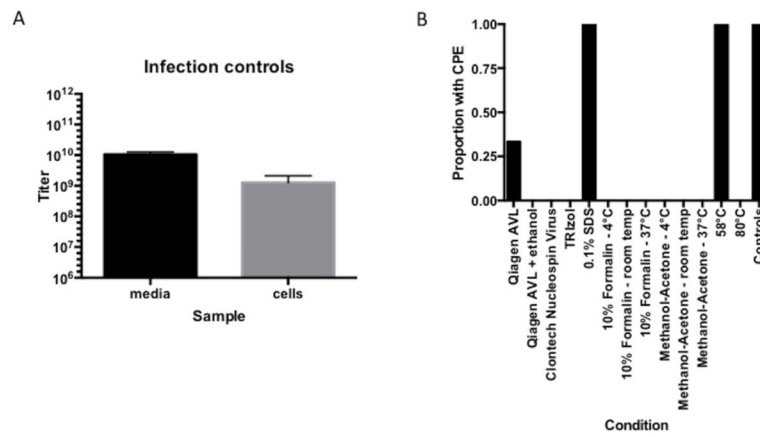 A
Infection controls
Titer
10¹²
10¹¹
10¹⁰
10⁹
10⁸
10⁷
10⁶
media
cells
Sample
B
Proportion with CPE
1.00
0.75
0.50
0.25
0.00
Qiagen AVL
Qiagen AVL + ethanol
Clontech Nucleospin Virus
TRIzol
0.1% SDS
10% Formalin - 4°C
10% Formalin - room temp
10% Formalin - 37°C
Methanol-Acetone - 4°C
Methanol-Acetone - room temp
Methanol-Acetone - 37°C
58°C
80°C
Controls
Condition